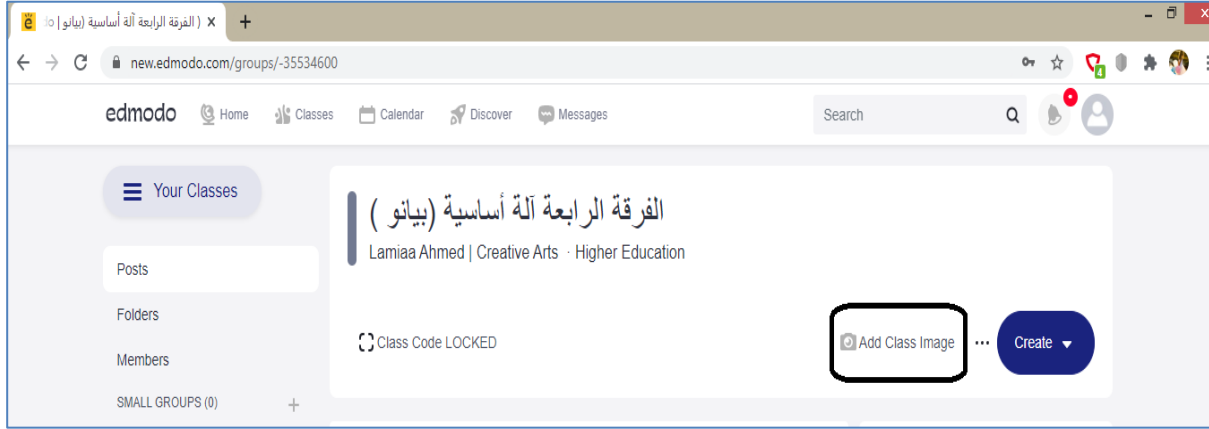 ( الفرقة الرابعة آلة أساسية (بيانو | do
new.edmodo.com/groups/-35534600
4
edmodo Home Classes Calendar Discover Messages Search
Your Classes
الفرقة الرابعة آلة أساسية (بيانو )
Lamiaa Ahmed | Creative Arts · Higher Education
Posts
Folders
Class Code LOCKED Add Class Image ... Create
Members
SMALL GROUPS (0) +